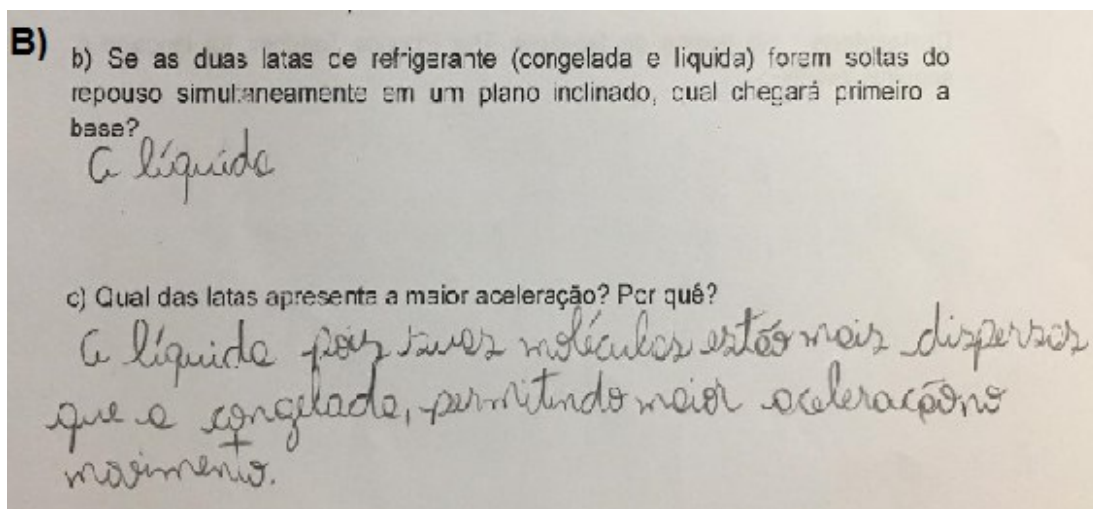 B)
b) Se as duas latas de refrigerante (congelada e liquida) forem soltas do
repouso simultaneamente em um plano inclinado, qual chegará primeiro a
base?
A líquida
c) Qual das latas apresenta a maior aceleração? Por quê?
A líquida pois suas moléculas estão mais dispersas
que a congelada, permitindo maior aceleração no
movimento.